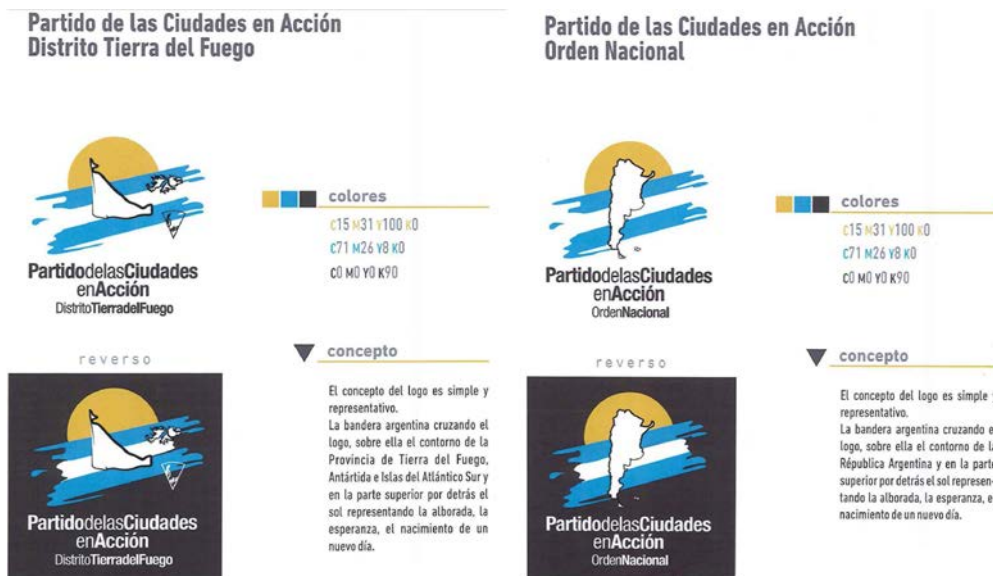 Partido de las Ciudades en Acción
Distrito Tierra del Fuego
PartidodelasCiudades
enAcción
DistritoTierradelFuego
colores
C15 M31 Y100 K0
C71 M26 Y8 K0
C0 M0 Y0 K90
reverso
PartidodelasCiudades
enAcción
DistritoTierradelFuego
concepto
El concepto del logo es simple y
representativo.
La bandera argentina cruzando el
logo, sobre ella el contorno de la
Provincia de Tierra del Fuego,
Antártida e Islas del Atlántico Sur y
en la parte superior por detrás el
sol representando la alborada, la
esperanza, el nacimiento de un
nuevo día.
Partido de las Ciudades en Acción
Orden Nacional
PartidodelasCiudades
enAcción
OrdenNacional
colores
C15 M31 Y100 K0
C71 M26 Y8 K0
C0 M0 Y0 K90
reverso
PartidodelasCiudades
enAcción
OrdenNacional
concepto
El concepto del logo es simple y
representativo.
La bandera argentina cruzando e
logo, sobre ella el contorno de la
Républica Argentina y en la parte
superior por detrás el sol represen-
tando la alborada, la esperanza, e
nacimiento de un nuevo día.